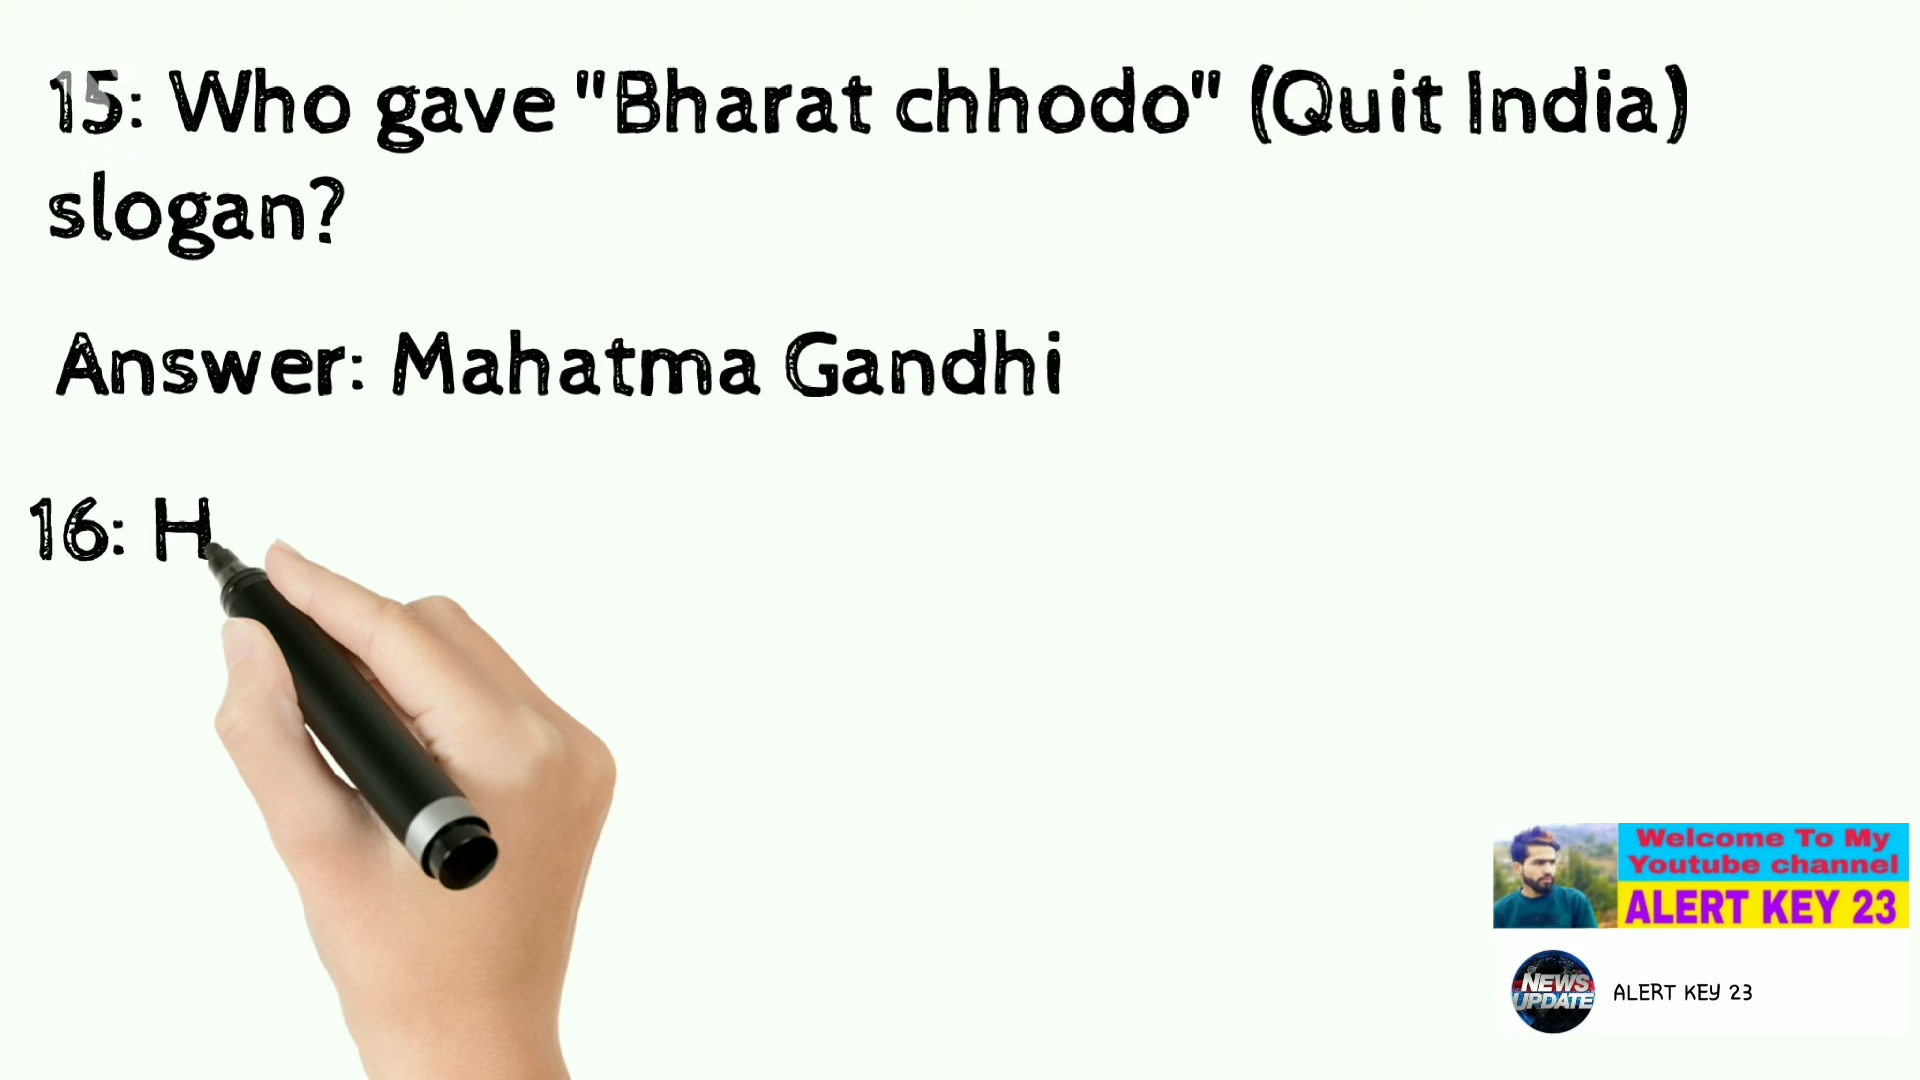 15: Who gave "Bharat chhodo" (Quit India)
slogan?
Answer: Mahatma Gandhi
16: H
Welcome To My
Youtube channel
ALERT KEY 23
NEWS
UPDATE
ALERT KEY 23